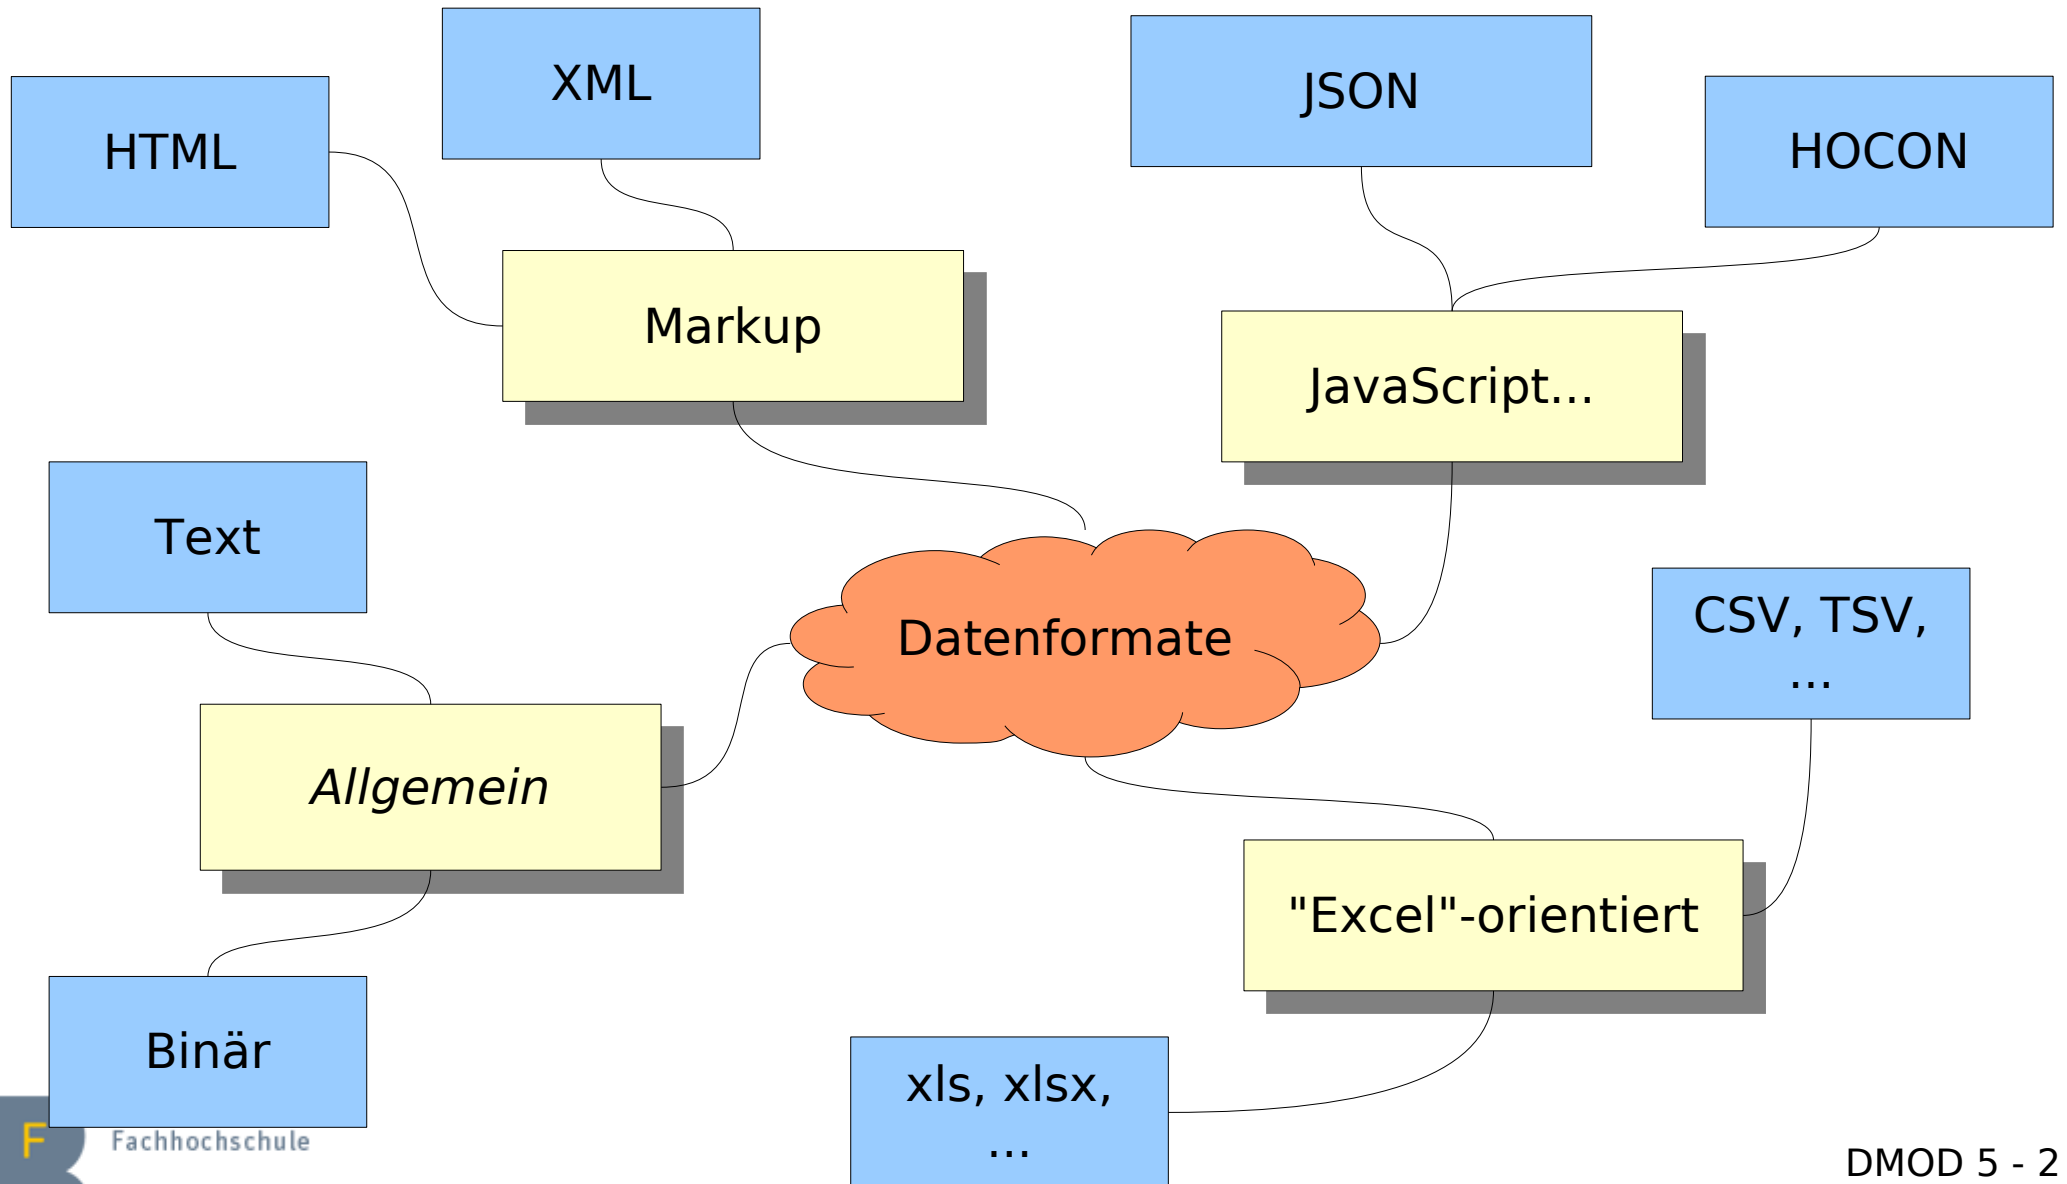 XML
JSON
HTML
HOCON
Markup
JavaScript...
Text
CSV, TSV,
...
Datenformate
Allgemein
"Excel"-orientiert
Binär
xls, xlsx,
...
F
Fachhochschule
DMOD 5 - 2